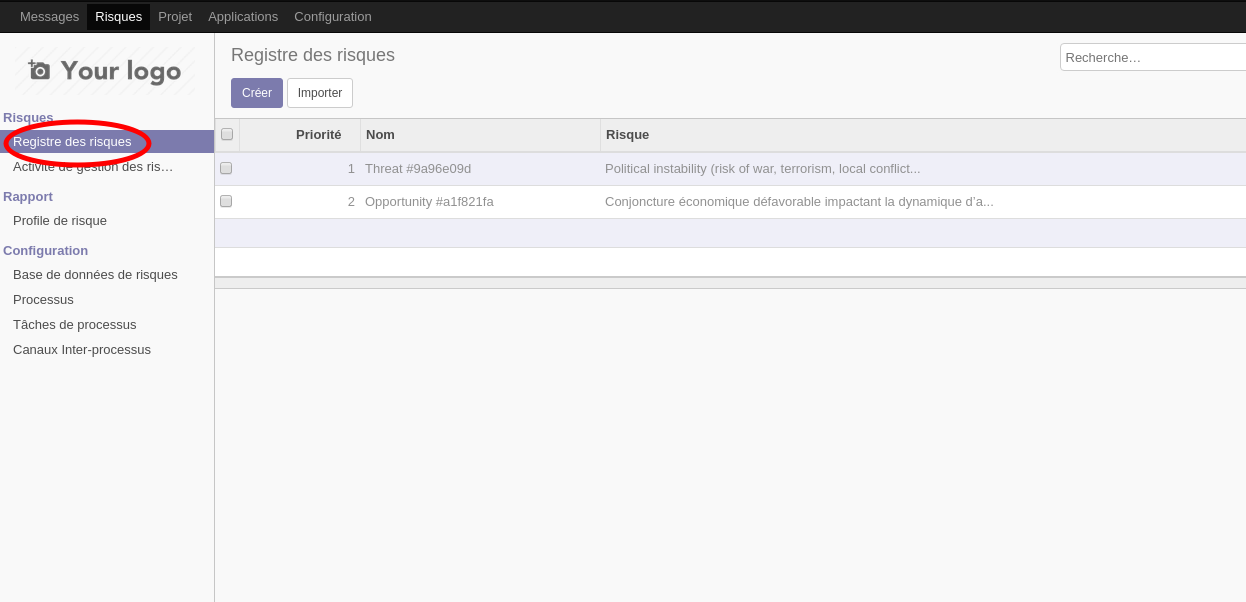 Messages Risques Projet Applications Configuration
Your logo
Risques
Registre des risques
Activité de gestion des ris…
Rapport
Profile de risque
Configuration
Base de données de risques
Processus
Tâches de processus
Canaux Inter-processus
Registre des risques
Recherche…
Créer Importer
Priorité Nom Risque
1 Threat #9a96e09d Political instability (risk of war, terrorism, local conflict...
2 Opportunity #a1f821fa Conjoncture économique défavorable impactant la dynamique d’a...